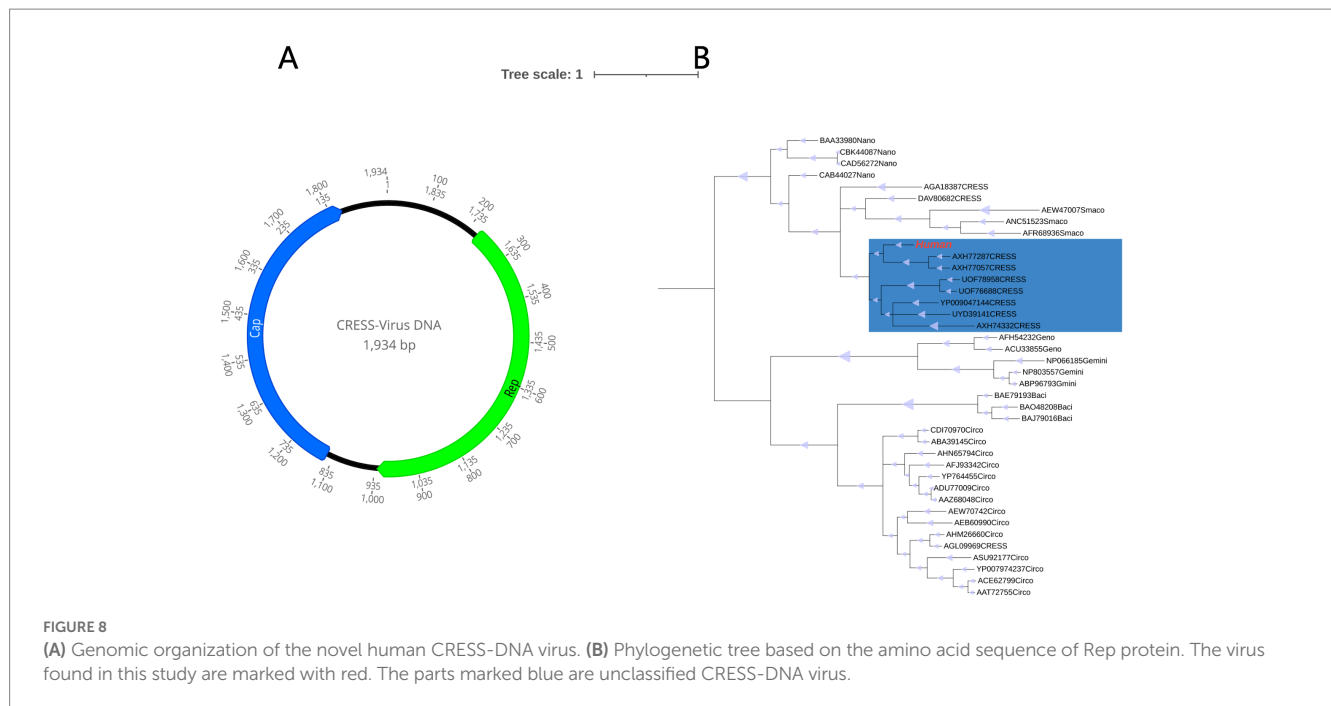 A
B
Tree scale: 1
1,934
1
100
1,835
200
1,735
300
1,635
400
1,535
1,435
500
1,335
600
1,235
700
1,135
800
1,035
900
935
1,000
835
1,100
735
1,200
635
1,300
535
1,400
435
1,500
335
1,600
235
1,700
135
1,800
Cap
Rep
CRESS-Virus DNA
1,934 bp
BAA33980Nano
CBK44087Nano
CAD56272Nano
CAB44027Nano
AGA18387CRESS
DAV80682CRESS
AEW47007Smaco
ANC51523Smaco
AFR68936Smaco
Human
AXH77287CRESS
AXH77057CRESS
UOF78958CRESS
UOF76688CRESS
YP009047144CRESS
UYD39141CRESS
AXH74332CRESS
AFH54232Geno
ACU33855Geno
NP066185Gemini
NP803557Gemini
ABP96793Gmini
BAE79193Baci
BAO48208Baci
BAJ79016Baci
CDI70970Circo
ABA39145Circo
AHN65794Circo
AFJ93342Circo
YP764455Circo
ADU77009Circo
AAZ68048Circo
AEW70742Circo
AEB60990Circo
AHM26660Circo
AGL09969CRESS
ASU92177Circo
YP007974237Circo
ACE62799Circo
AAT72755Circo
FIGURE 8
(A) Genomic organization of the novel human CRESS-DNA virus. (B) Phylogenetic tree based on the amino acid sequence of Rep protein. The virus
found in this study are marked with red. The parts marked blue are unclassified CRESS-DNA virus.